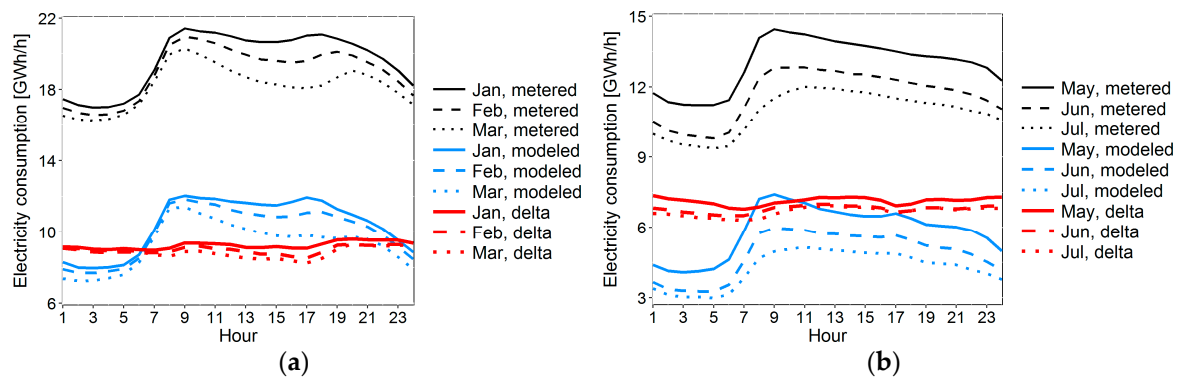 Electricity consumption [GWh/h]
22
18
14
10
6
1 3 5 7 9 11 13 15 17 19 21 23
Hour
Jan, metered
Feb, metered
Mar, metered
Jan, modeled
Feb, modeled
Mar, modeled
Jan, delta
Feb, delta
Mar, delta
(a)
Electricity consumption [GWh/h]
15
12
9
6
3
1 3 5 7 9 11 13 15 17 19 21 23
Hour
May, metered
Jun, metered
Jul, metered
May, modeled
Jun, modeled
Jul, modeled
May, delta
Jun, delta
Jul, delta
(b)